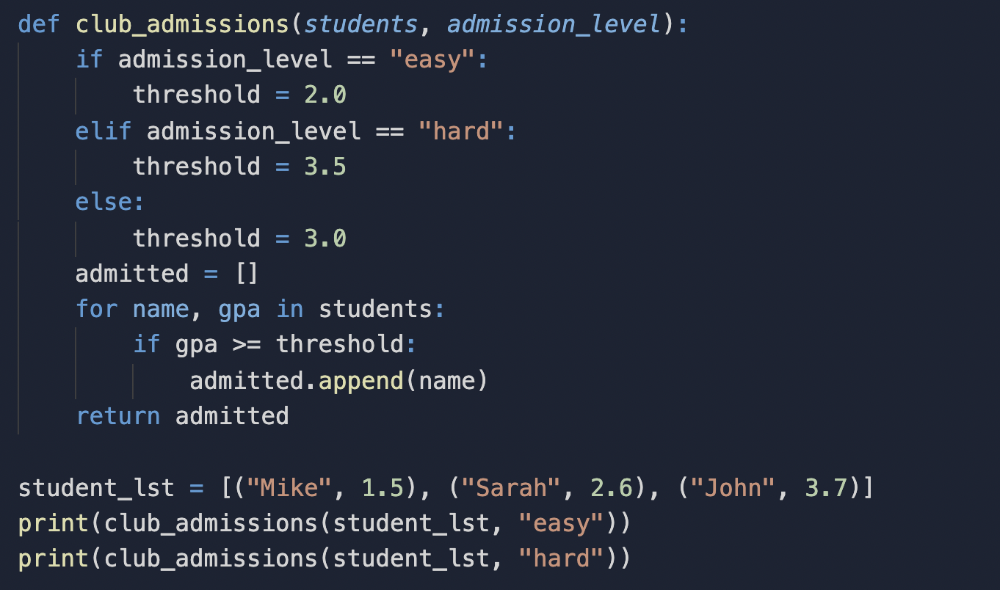 def club_admissions(students, admission_level):
    if admission_level == "easy":
        threshold = 2.0
    elif admission_level == "hard":
        threshold = 3.5
    else:
        threshold = 3.0
    admitted = []
    for name, gpa in students:
        if gpa >= threshold:
            admitted.append(name)
    return admitted

student_lst = [("Mike", 1.5), ("Sarah", 2.6), ("John", 3.7)]
print(club_admissions(student_lst, "easy"))
print(club_admissions(student_lst, "hard"))